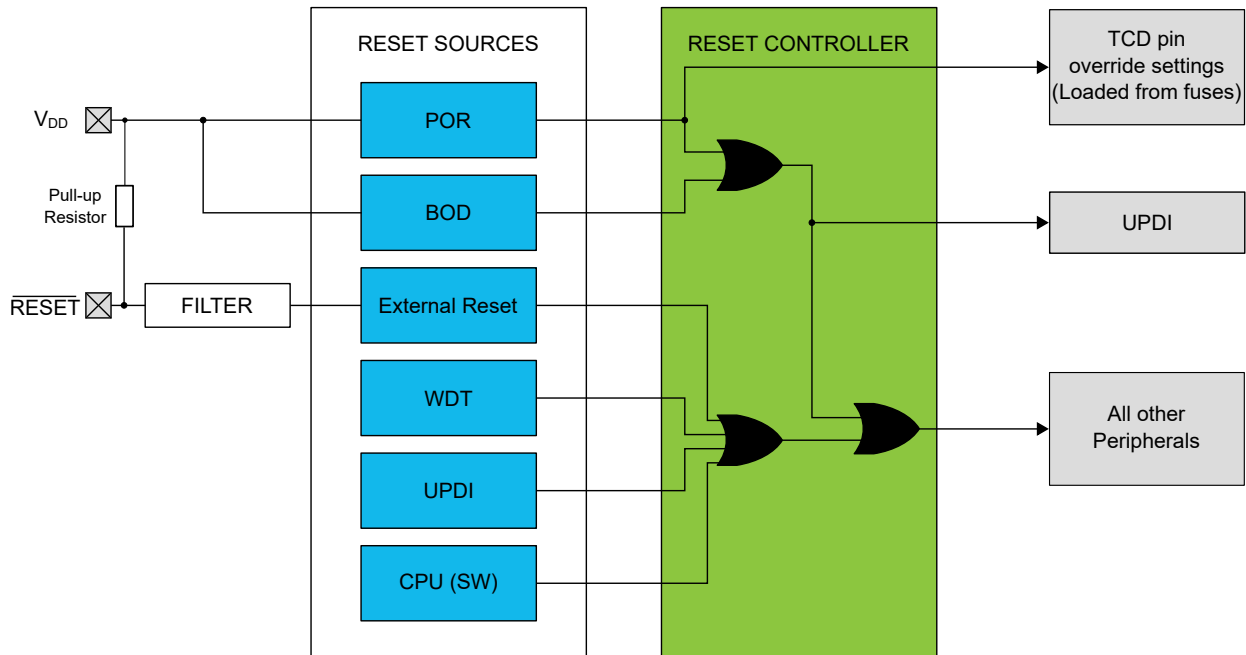 RESET SOURCES
RESET CONTROLLER
TCD pin
override settings
(Loaded from fuses)
VDD
POR
Pull-up
Resistor
BOD
UPDI
RESET
FILTER
External Reset
WDT
All other
Peripherals
UPDI
CPU (SW)